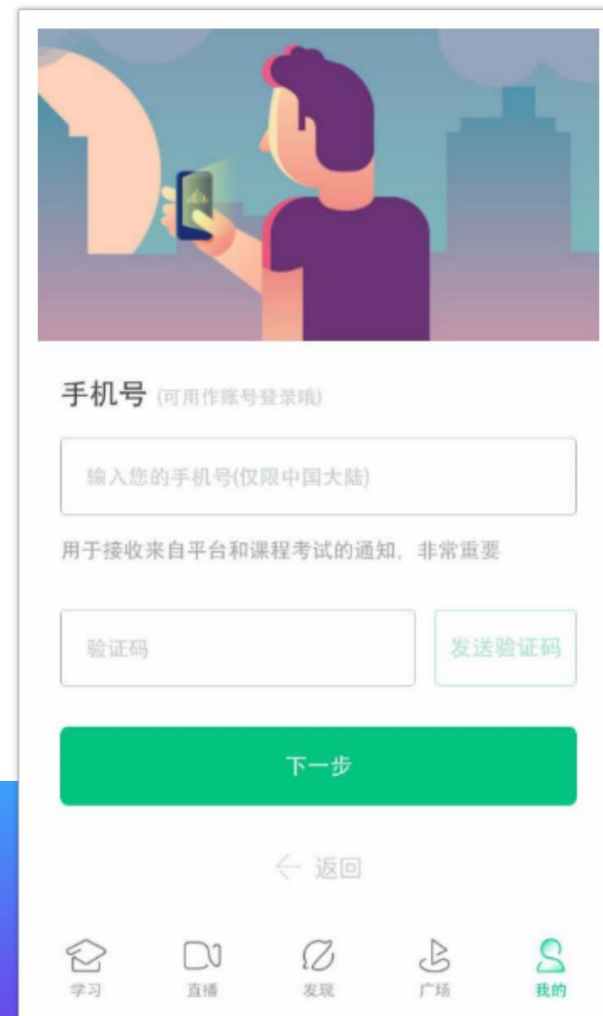 手机号 (可用作账号登录哦)
输入您的手机号(仅限中国大陆)
用于接收来自平台和课程考试的通知，非常重要
验证码 发送验证码
下一步
← 返回
学习 直播 发现 广场 我的